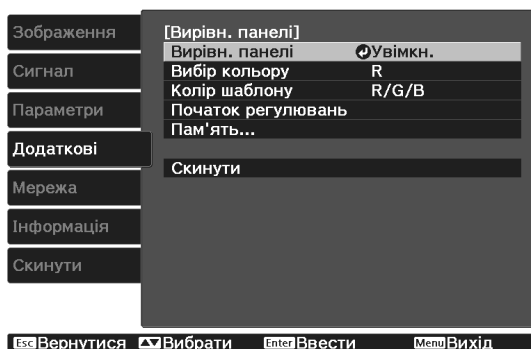 Зображення
Сигнал
Параметри
Додаткові
Мережа
Інформація
Скинути
[Вирівн. панелі]
Вирівн. панелі Увімкн.
Вибір кольору R
Колір шаблону R/G/B
Початок регулювань
Пам'ять...
Скинути
Esc Вернутися Вибрати Enter Ввести Menu Вихід